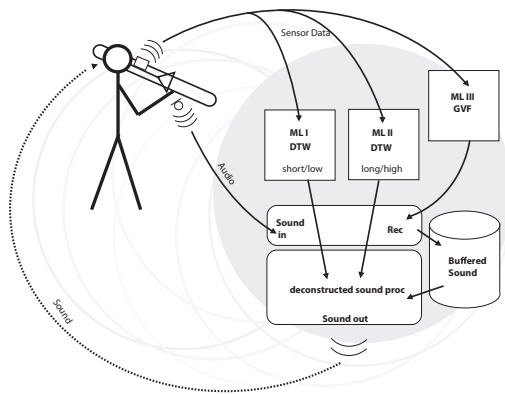 Sensor Data
ML III
GVF
ML I
DTW
short/low
ML II
DTW
long/high
Audio
Sound
in
Rec
Buffered
Sound
deconstructed sound proc
Sound out
Sound